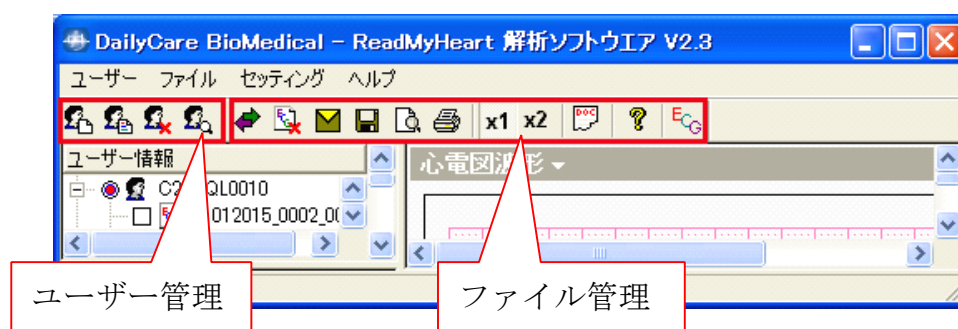 DailyCare BioMedical – ReadMyHeart 解析ソフトウエア V2.3
ユーザー ファイル セッティング ヘルプ
x1 x2 DOC ? ECG
ユーザー情報
心電図波形
QL0010
012015_0002_0(
ユーザー管理
ファイル管理